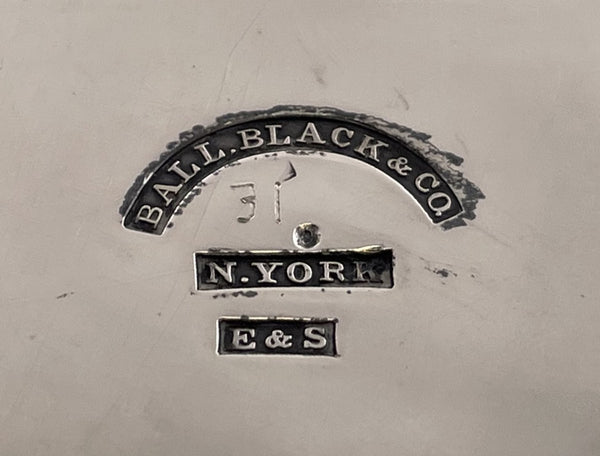 BALL, BLACK & CO.
31
N. YORK
E & S